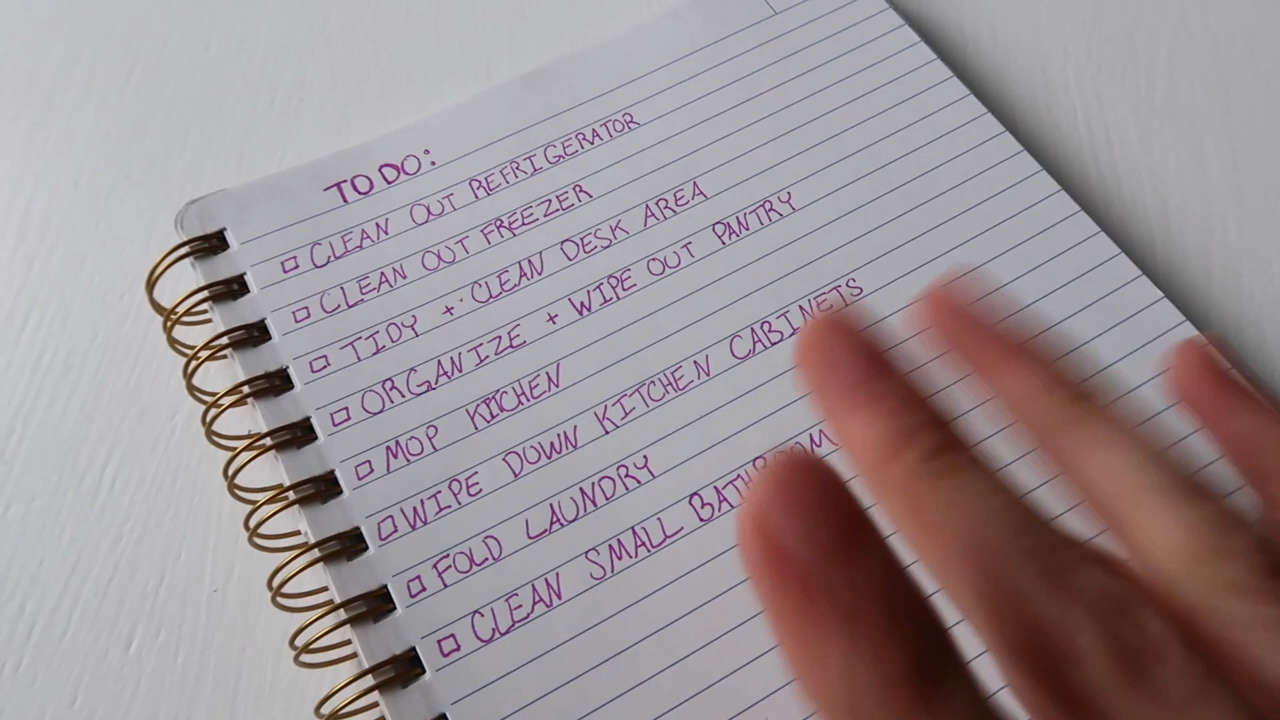 TO DO:
CLEAN OUT REFRIGERATOR
CLEAN OUT FREEZER
TIDY + CLEAN DESK AREA
ORGANIZE + WIPE OUT PANTRY
MOP KITCHEN
WIPE DOWN KITCHEN CABINETS
FOLD LAUNDRY
CLEAN SMALL BATHROOM